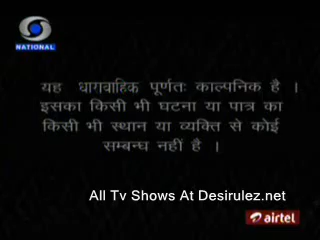 NATIONAL
यह धारावाहिक पूर्णतः काल्पनिक है ।
इसका किसी भी घटना या पात्र का
किसी भी स्थान या व्यक्ति से कोई
सम्बन्ध नहीं है ।
All Tv Shows At Desirulez.net
airtel